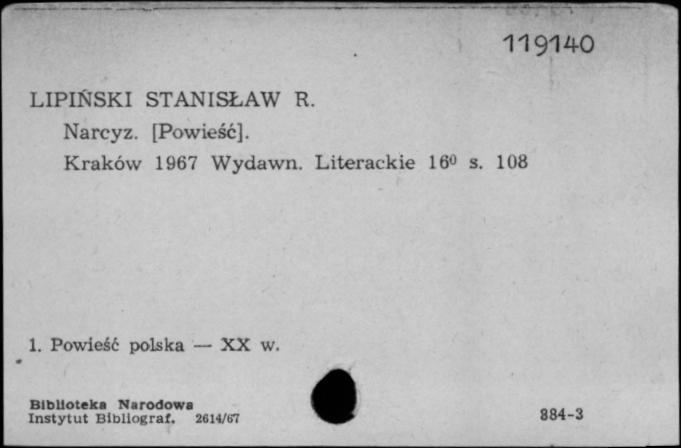 119140
LIPIŃSKI STANISŁAW R.
Narcyz. [Powieść].
Kraków 1967 Wydawn. Literackie 16⁰ s. 108
1. Powieść polska — XX w.
Biblioteka Narodowa
Instytut Bibliograf. 2614/67
884-3